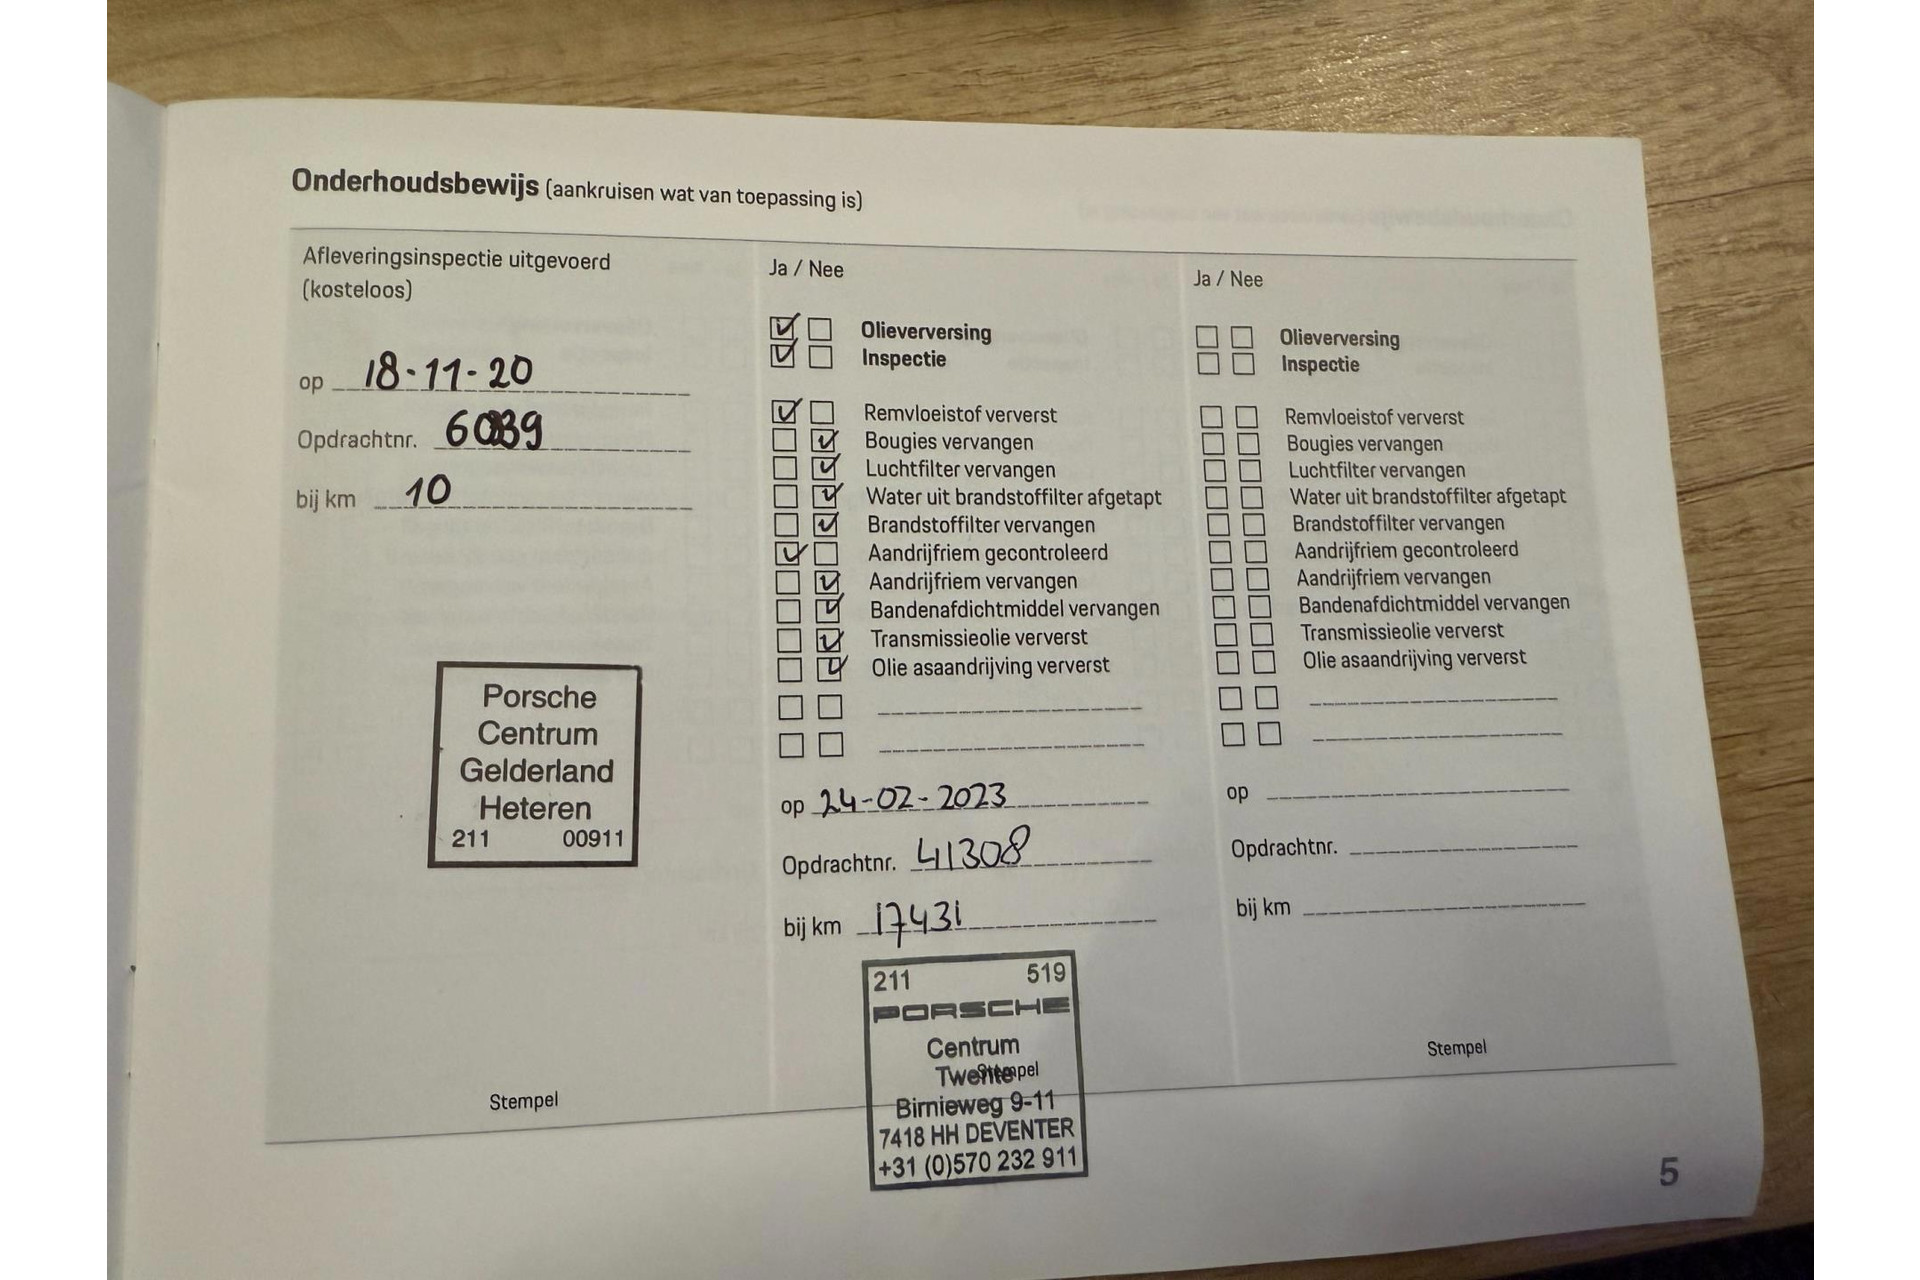 Onderhoudsbewijs (aankruisen wat van toepassing is)
Afleveringsinspectie uitgevoerd
(kosteloos)
op 18-11-20
Opdrachtnr.
bij km 10
Porsche
Centrum
Gelderland
Heteren
211 00911
Stempel
Ja / Nee
Olieverversing
Inspectie
Remvloeistof ververst
Bougies vervangen
Luchtfilter vervangen
Water uit brandstoffilter afgetapt
Brandstoffilter vervangen
Aandrijfriem gecontroleerd
Aandrijfriem vervangen
Bandenafdichtmiddel vervangen
Transmissieolie ververst
Olie asaandrijving ververst
op 24-02-2023
Opdrachtnr. 41308
bij km 17431
211 519
PORSCHE
Centrum
Twente
Stempel
Birnieweg 9-11
7418 HH DEVENTER
+31 (0)570 232 911
Ja / Nee
Olieverversing
Inspectie
Remvloeistof ververst
Bougies vervangen
Luchtfilter vervangen
Water uit brandstoffilter afgetapt
Brandstoffilter vervangen
Aandrijfriem gecontroleerd
Aandrijfriem vervangen
Bandenafdichtmiddel vervangen
Transmissieolie ververst
Olie asaandrijving ververst
op
Opdrachtnr.
bij km
Stempel
5